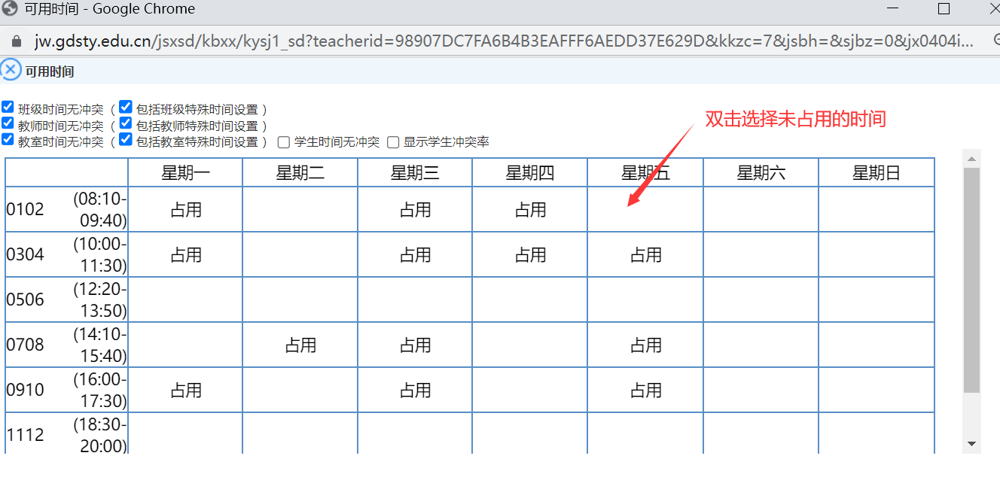 可用时间 - Google Chrome
jw.gdsty.edu.cn/jsxsd/kbxx/kysj1_sd?teacherid=98907DC7FA6B4B3EAFFF6AEDD37E629D&kkzc=7&jsbh=&sjbz=0&jx0404i...
可用时间
班级时间无冲突 ( 包括班级特殊时间设置 )
双击选择未占用的时间
教师时间无冲突 ( 包括教师特殊时间设置 )
教室时间无冲突 ( 包括教室特殊时间设置 ) 学生时间无冲突 显示学生冲突率
星期一 星期二 星期三 星期四 星期五 星期六 星期日
0102 (08:10-09:40) 占用 占用 占用
0304 (10:00-11:30) 占用 占用 占用 占用
0506 (12:20-13:50)
0708 (14:10-15:40) 占用 占用 占用
0910 (16:00-17:30) 占用 占用 占用
1112 (18:30-20:00)